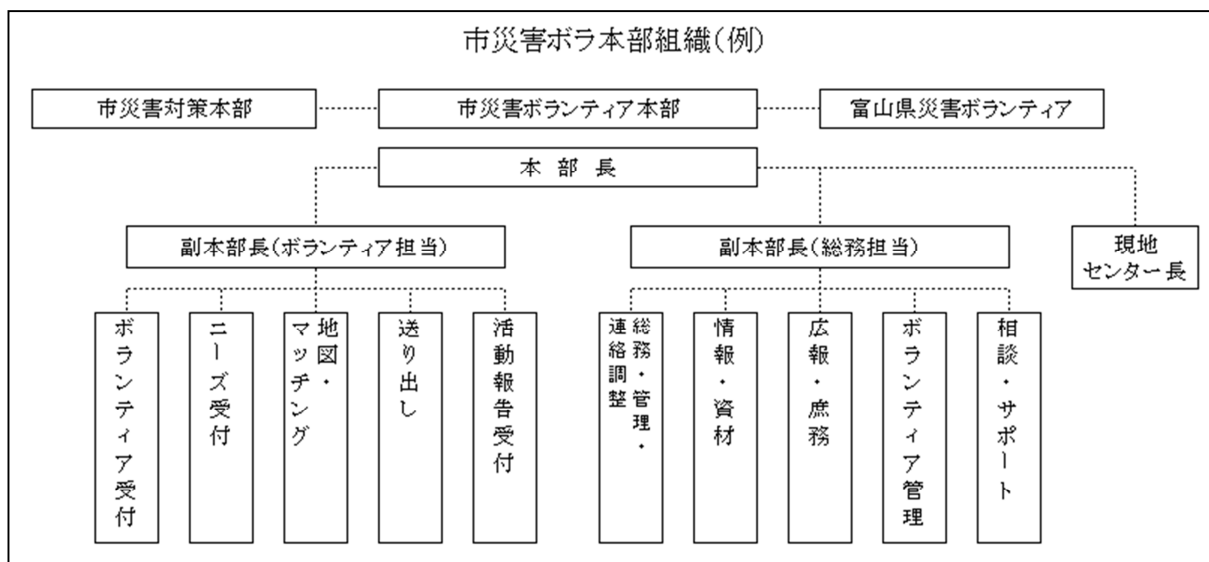 市災害ボラ本部組織(例)
市災害対策本部
市災害ボランティア本部
富山県災害ボランティア
本部長
副本部長(ボランティア担当)
副本部長(総務担当)
現地
センター長
ボランティア受付
ニーズ受付
地図・
マッチング
送り出し
活動報告受付
総務・管理・
連絡調整
情報・資材
広報・庶務
ボランティア管理
相談・サポート